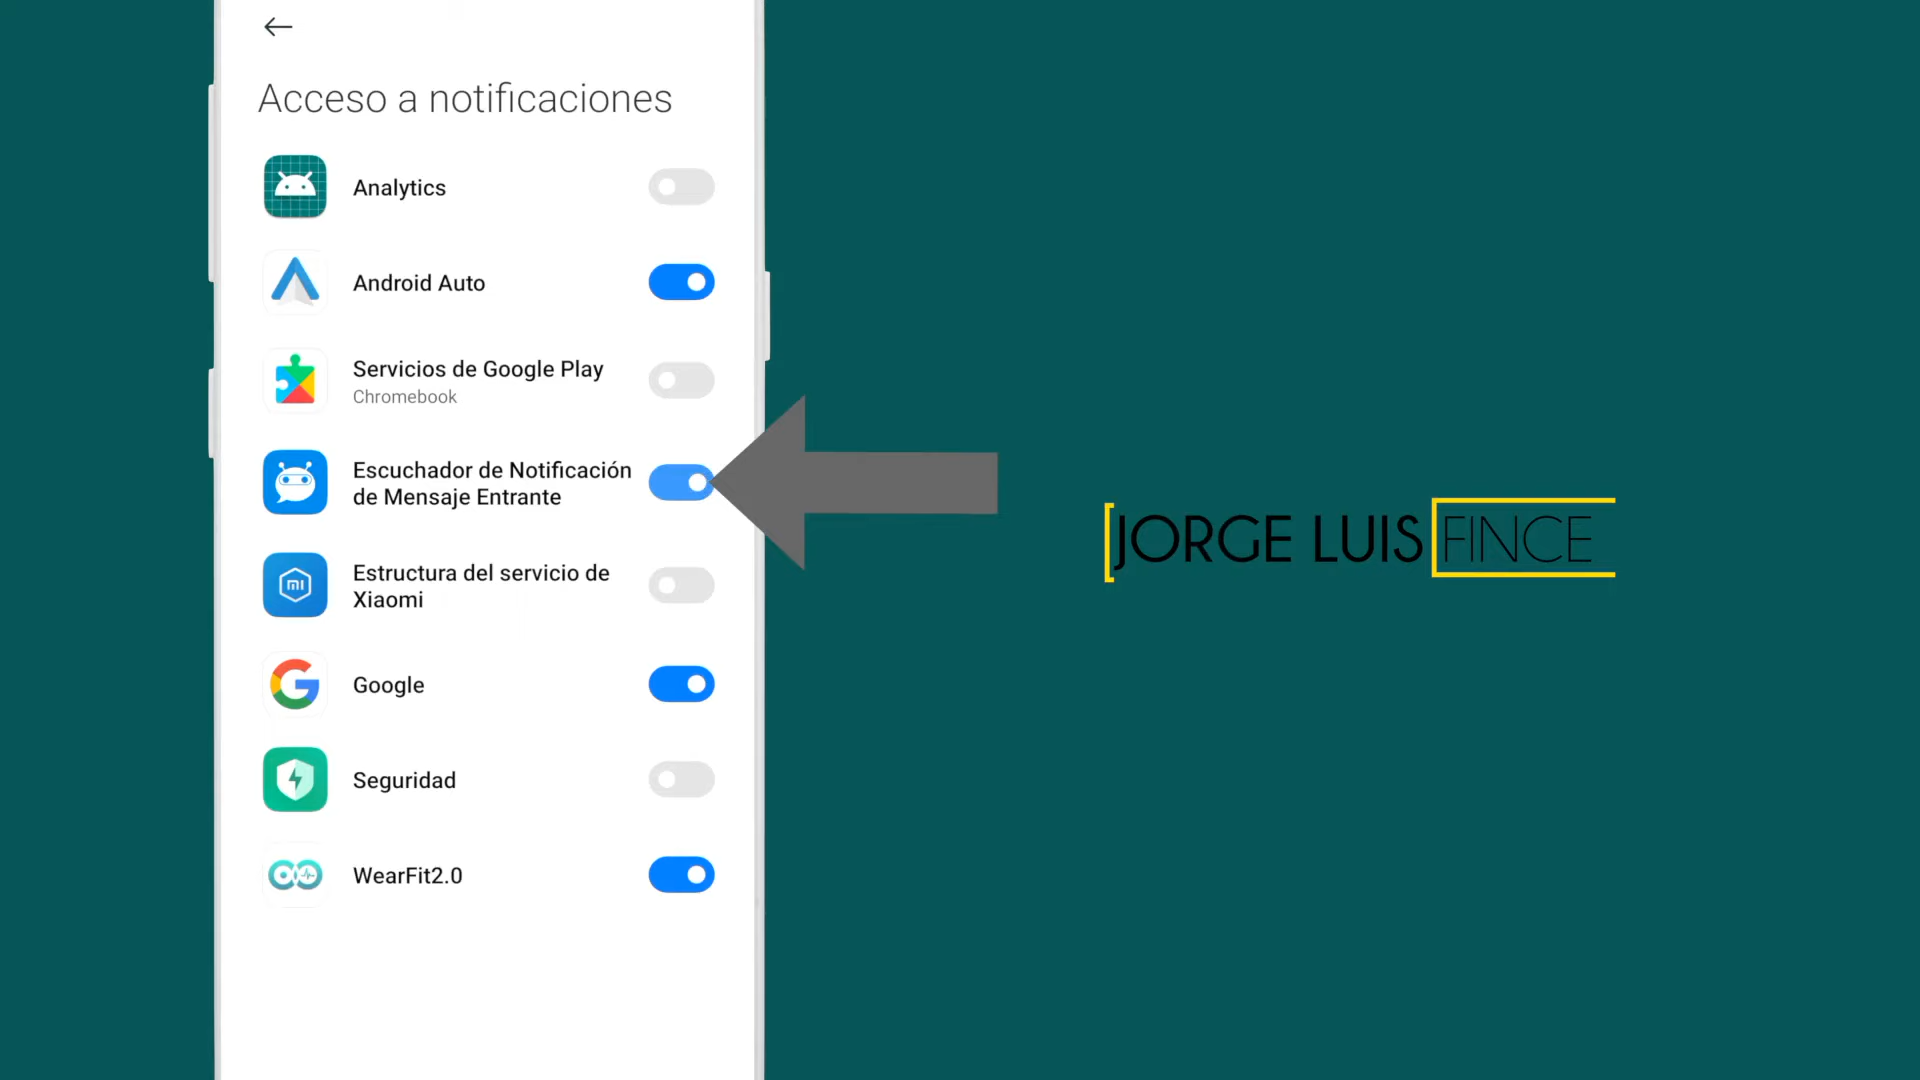 Acceso a notificaciones
Analytics
Android Auto
Servicios de Google Play
Chromebook
Escuchador de Notificación
de Mensaje Entrante
Estructura del servicio de
Xiaomi
mi
Google
Seguridad
WearFit2.0
JORGE LUIS FINCE